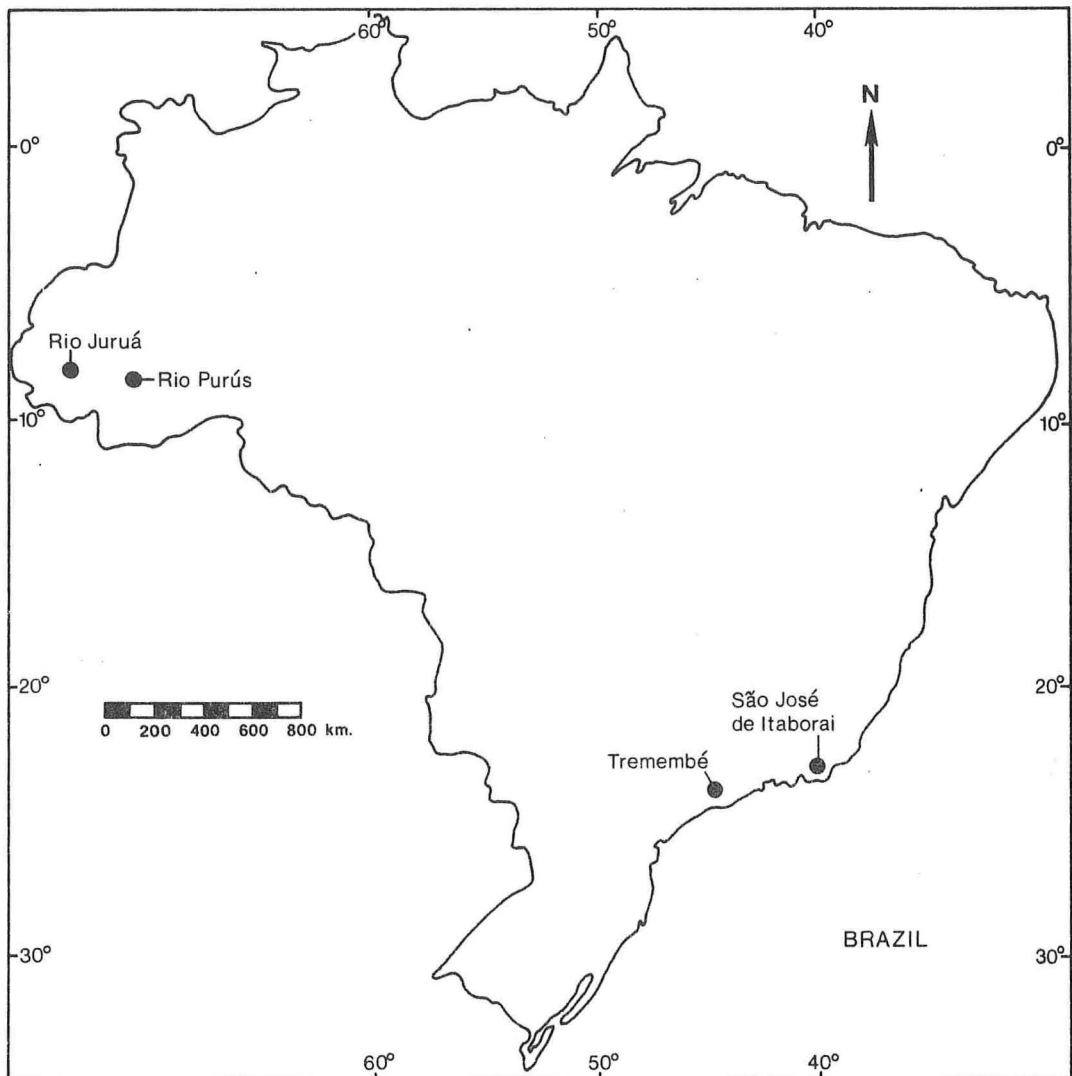 60° 50° 40°
N
0° 0°
Rio Juruá
Rio Purús
10° 10°
20° 20°
São José
de Itaborai
0 200 400 600 800 km.
Tremembé
BRAZIL
30° 30°
60° 50° 40°